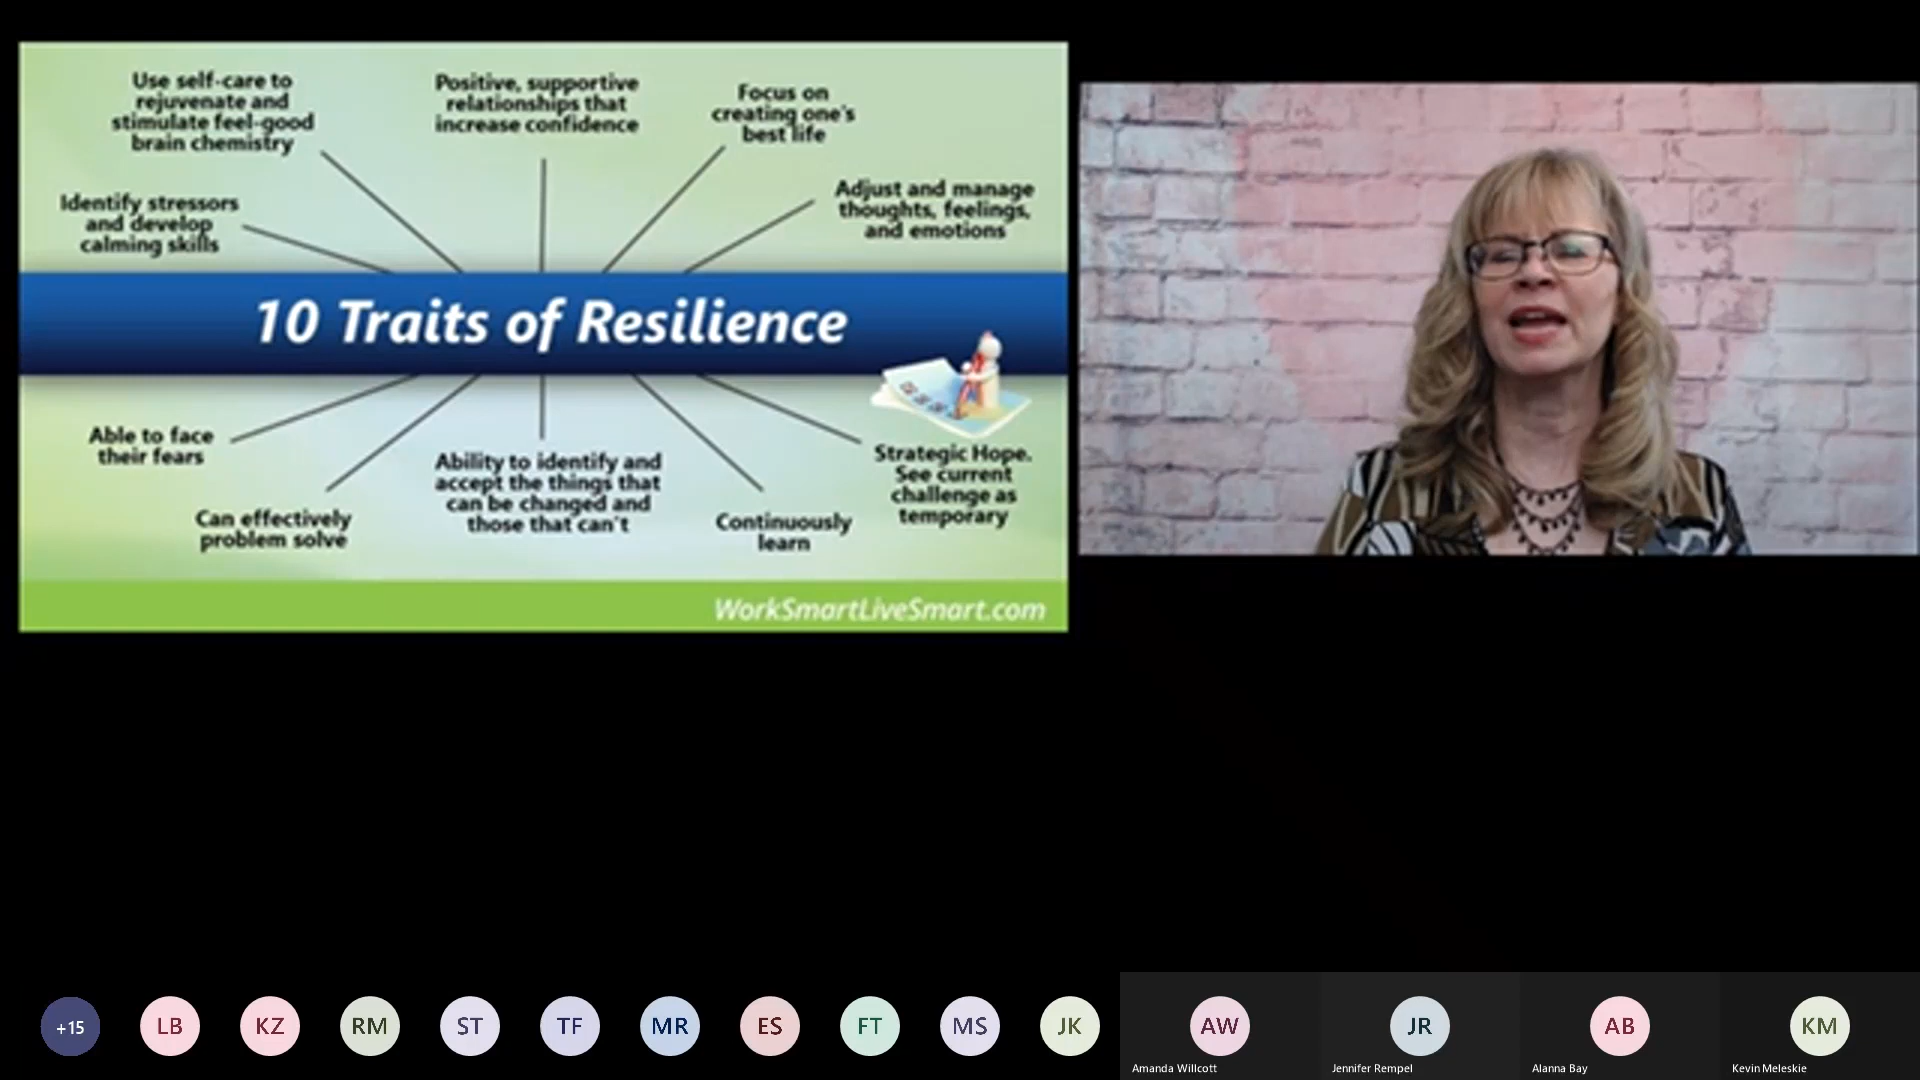 Use self-care to
rejuvenate and
stimulate feel-good
brain chemistry
Positive, supportive
relationships that
increase confidence
Focus on
creating one's
best life
Identify stressors
and develop
calming skills
Adjust and manage
thoughts, feelings,
and emotions
10 Traits of Resilience
Able to face
their fears
Can effectively
problem solve
Ability to identify and
accept the things that
can be changed and
those that can't
Continuously
learn
Strategic Hope.
See current
challenge as
temporary
WorkSmartLiveSmart.com
+15
LB
KZ
RM
ST
TF
MR
ES
FT
MS
JK
AW
JR
AB
KM
Amanda Willcott
Jennifer Rempel
Alanna Bay
Kevin Meleskie